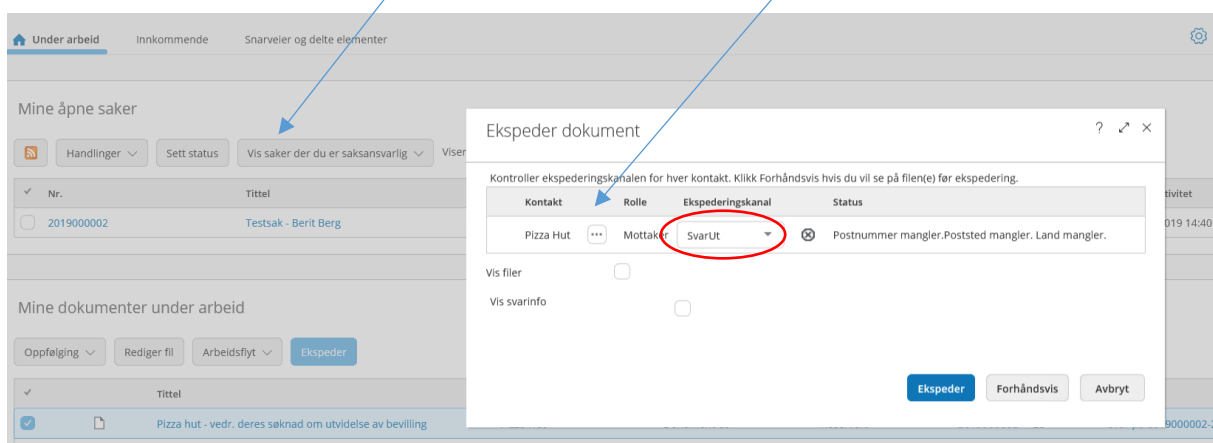 Under arbeid Innkommende Snarveier og delte elementer
Mine åpne saker
Handlinger Sett status Vis saker der du er saksansvarlig Viser
Nr. Tittel tivitet
2019000002 Testsak - Berit Berg 019 14:40
Ekspeder dokument ?
Kontroller ekspederingskanalen for hver kontakt. Klikk Forhåndsvis hvis du vil se på filen(e) før ekspedering.
Kontakt Rolle Ekspederingskanal Status
Pizza Hut ... Mottaker SvarUt Postnummer mangler.Poststed mangler. Land mangler.
Vis filer
Vis svarinfo
Ekspeder Forhåndsvis Avbryt
Mine dokumenter under arbeid
Oppfølging Rediger fil Arbeidsflyt Ekspeder
Tittel
Pizza hut - vedr. deres søknad om utvidelse av bevilling